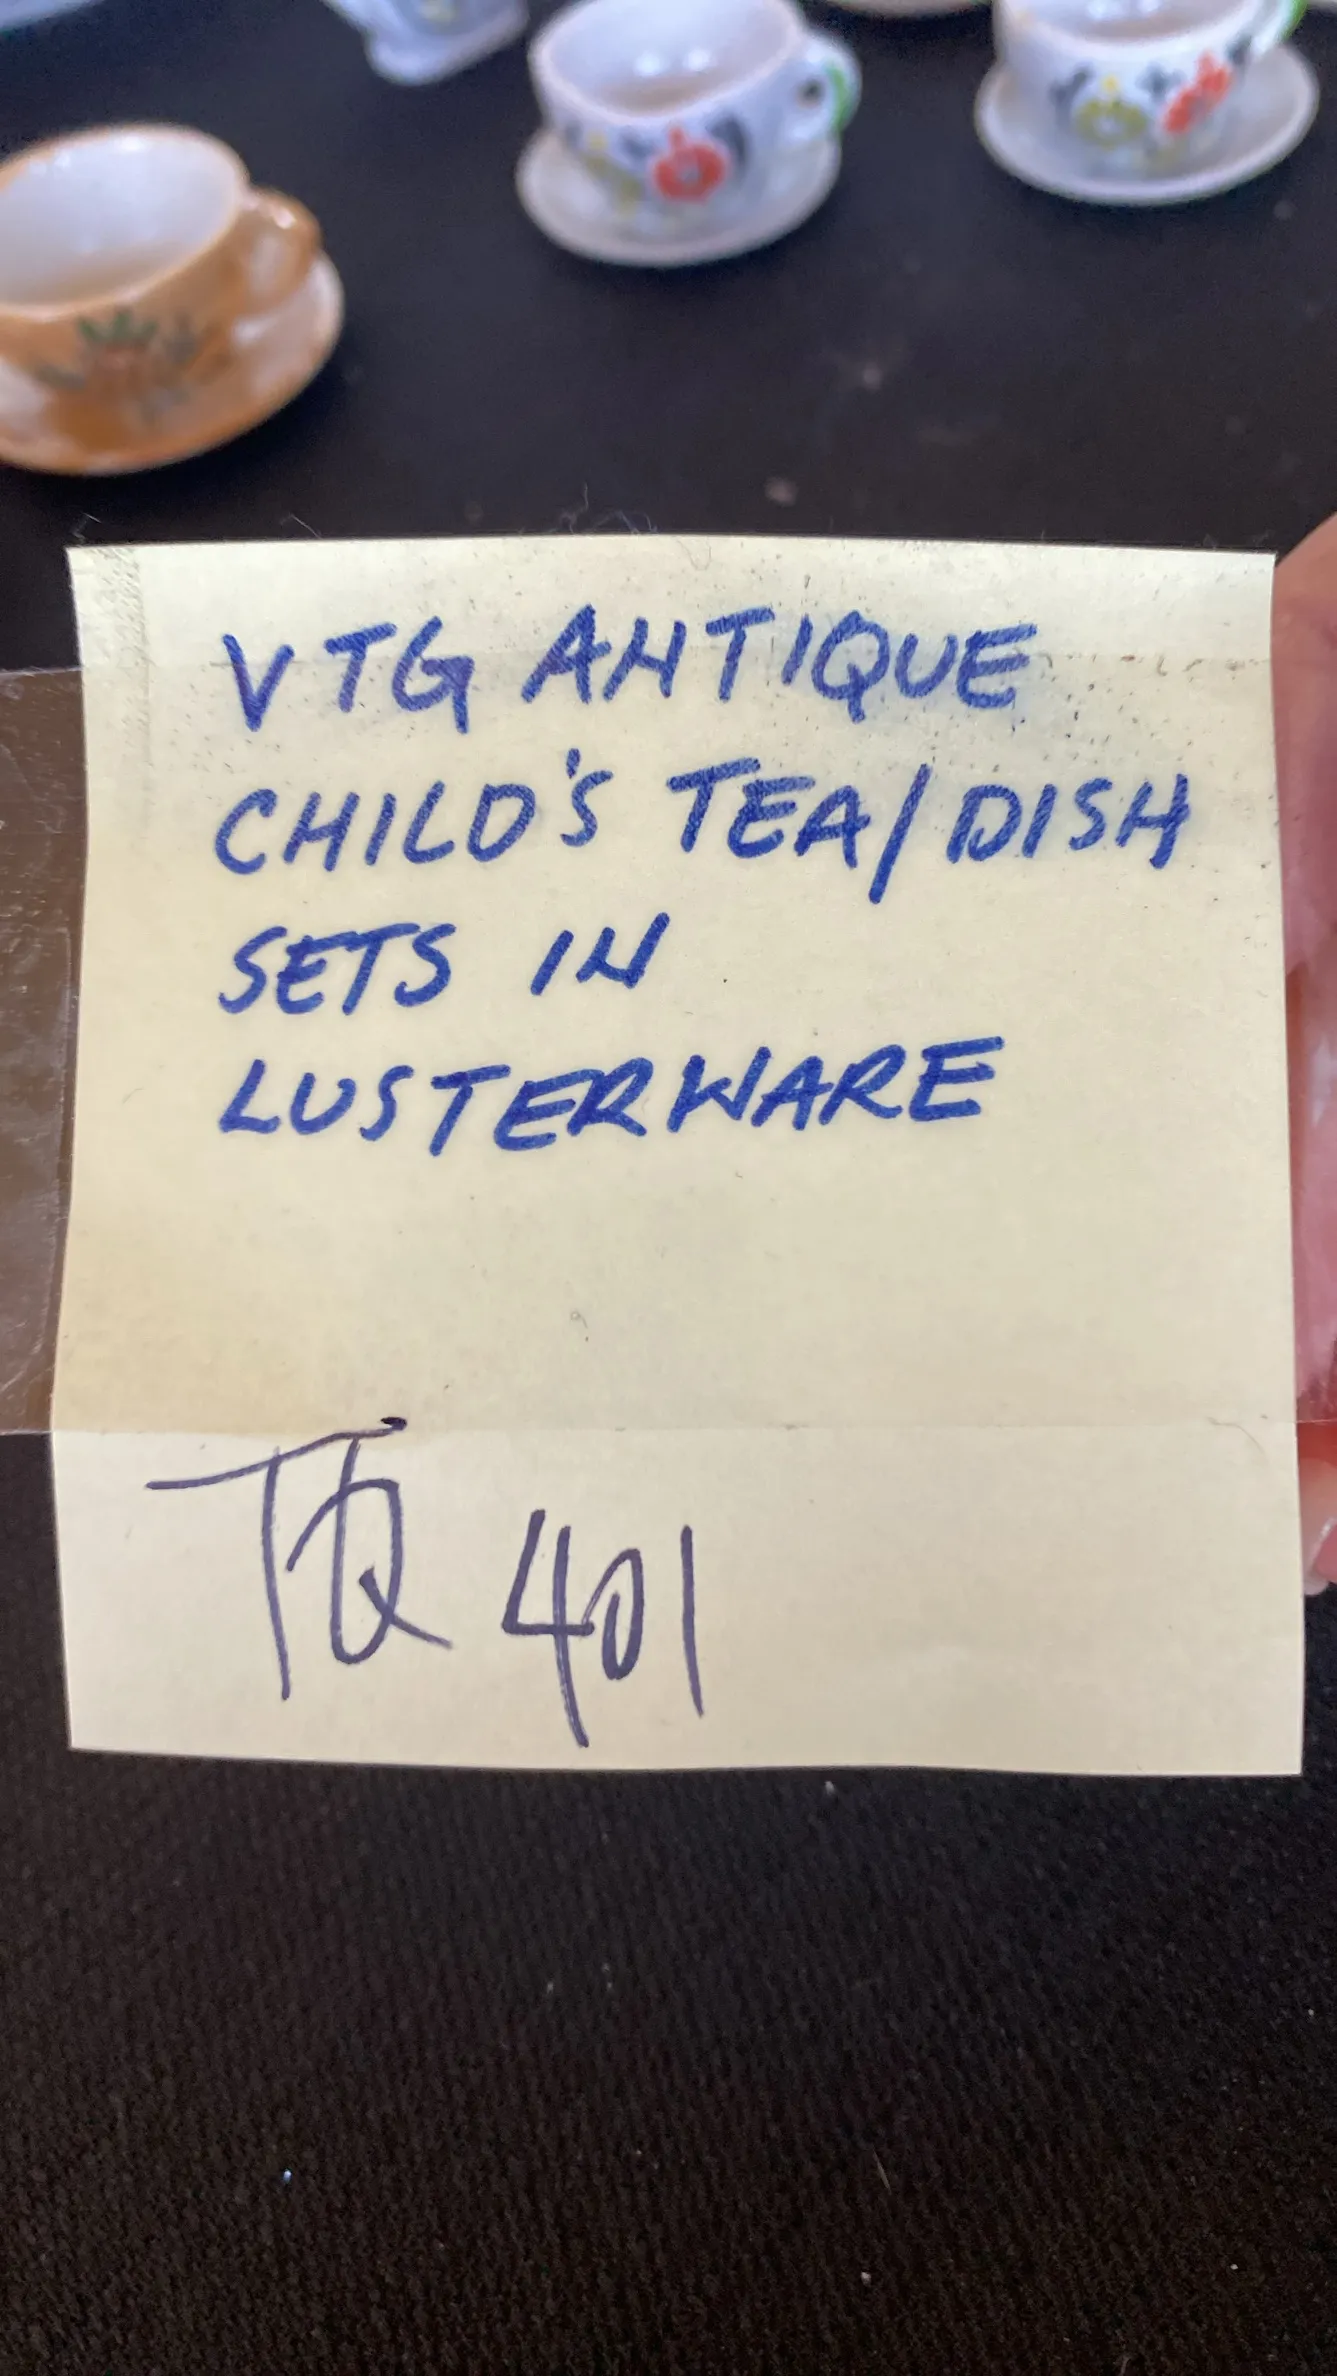 VTG ANTIQUE
CHILD'S TEA/DISH
SETS IN
LUSTERWARE
TQ 401